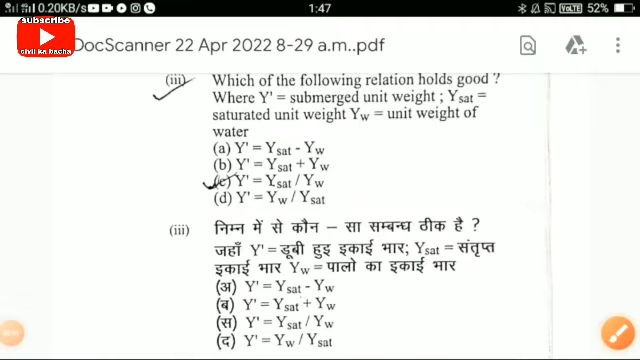 0.20KB/s 1:47 VoLTE 52%
subscribe
civil ka bacha
DocScanner 22 Apr 2022 8-29 a.m..pdf
(iii) Which of the following relation holds good ?
Where Y' = submerged unit weight ; Ysat =
saturated unit weight Yw = unit weight of
water
(a) Y' = Ysat - Yw
(b) Y' = Ysat + Yw
(c) Y' = Ysat / Yw
(d) Y' = Yw / Ysat
(iii) निम्न में से कौन – सा सम्बन्ध ठीक है ?
जहाँ Y' = डूबी हुइ इकाई भार; Ysat = संतृप्त
इकाई भार Yw = पालो का इकाई भार
(अ) Y' = Ysat - Yw
(ब) Y' = Ysat + Yw
(स) Y' = Ysat / Yw
(द) Y' = Yw / Ysat